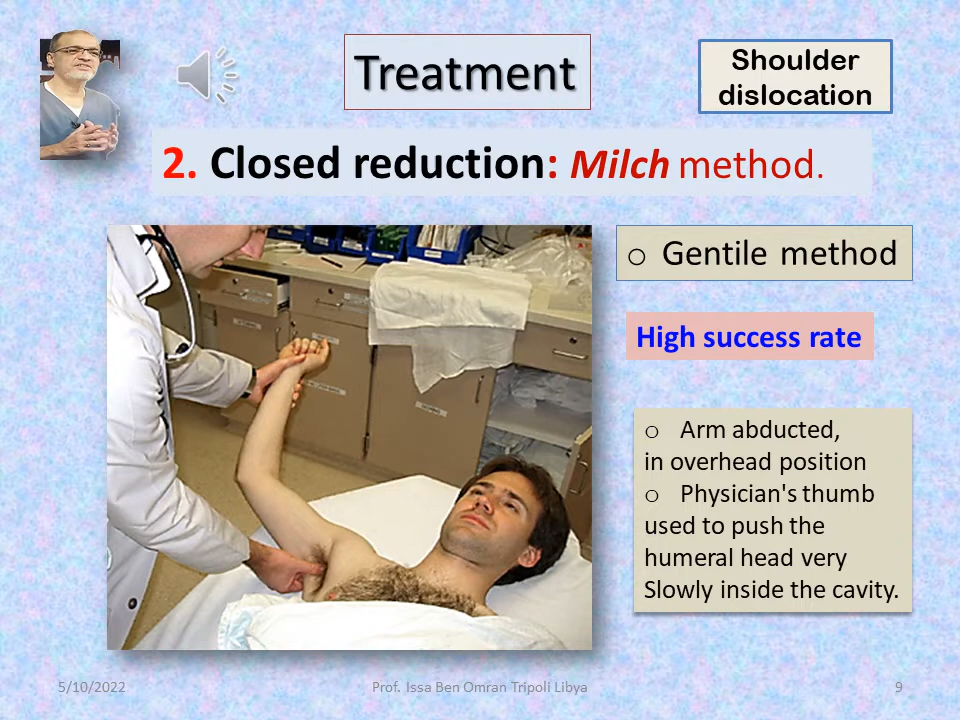 Treatment
Shoulder
dislocation
2. Closed reduction: Milch method.
o Gentile method
High success rate
o Arm abducted,
in overhead position
o Physician's thumb
used to push the
humeral head very
Slowly inside the cavity.
5/10/2022
Prof. Issa Ben Omran Tripoli Libya
9